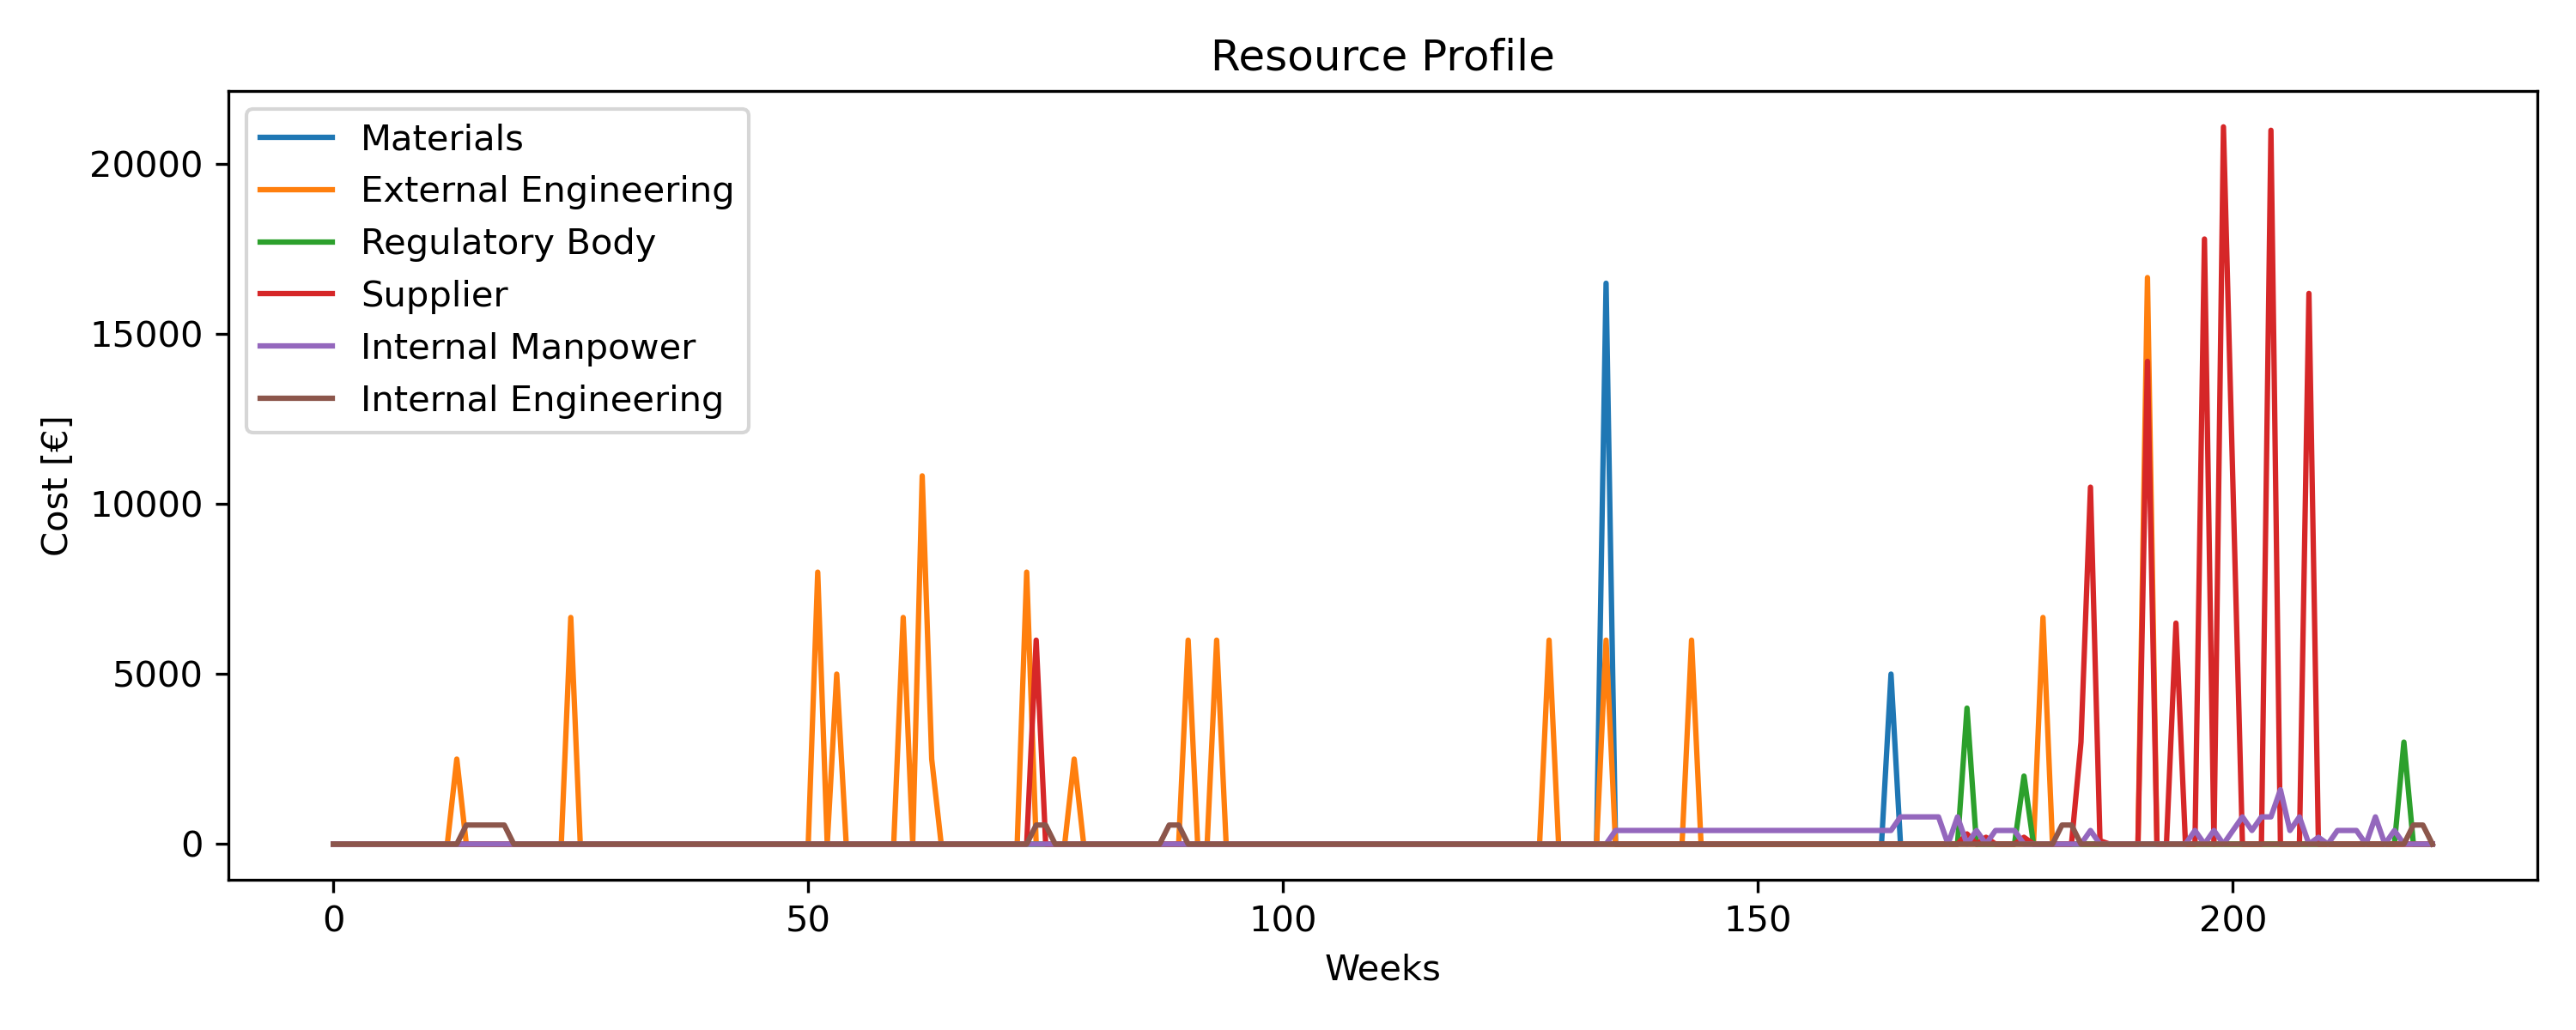 Resource Profile
Materials
External Engineering
Regulatory Body
Supplier
Internal Manpower
Internal Engineering
Cost [€]
20000
15000
10000
5000
0
0 50 100 150 200
Weeks